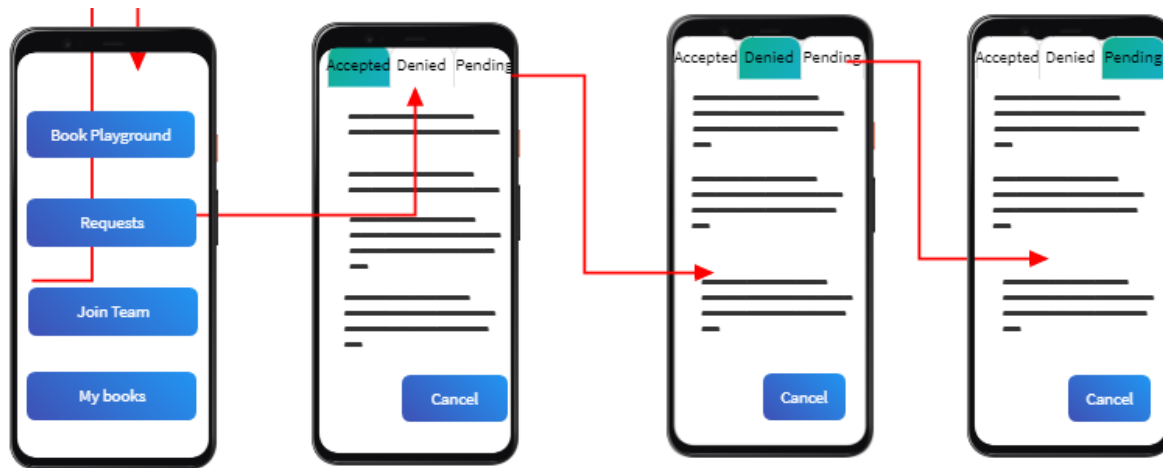 Book Playground
Requests
Join Team
My books
Accepted Denied Pending
Cancel
Accepted Denied Pending
Cancel
Accepted Denied Pending
Cancel